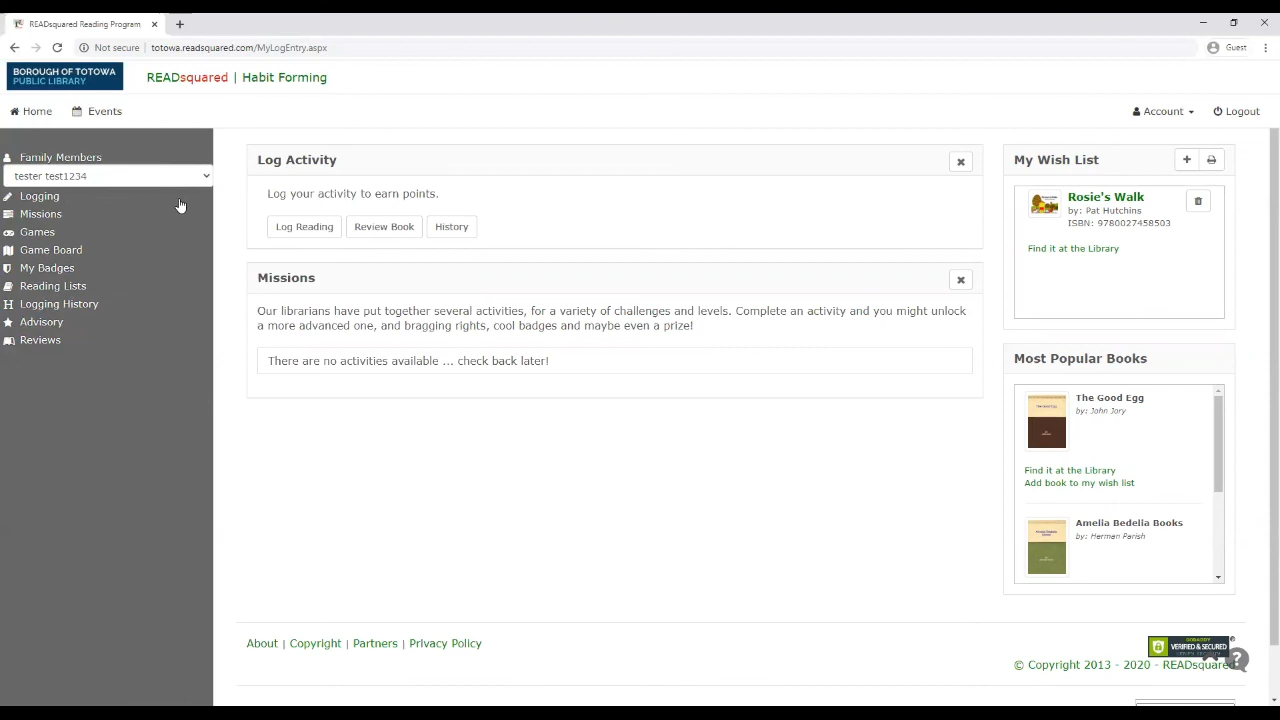 READsquared Reading Program
Guest
Not secure | totowa.readsquared.com/MyLogEntry.aspx
BOROUGH OF TOTOWA
PUBLIC LIBRARY
READsquared | Habit Forming
Home
Events
Account
Logout
Family Members
tester test1234
Logging
Missions
Games
Game Board
My Badges
Reading Lists
Logging History
Advisory
Reviews
Log Activity
Log your activity to earn points.
Log Reading
Review Book
History
Missions
Our librarians have put together several activities, for a variety of challenges and levels. Complete an activity and you might unlock
a more advanced one, and bragging rights, cool badges and maybe even a prize!
There are no activities available ... check back later!
My Wish List
Rosie's Walk
by: Pat Hutchins
ISBN: 9780027458503
Find it at the Library
Most Popular Books
The Good Egg
by: John Jory
Find it at the Library
Add book to my wish list
Amelia Bedelia Books
by: Herman Parish
About | Copyright | Partners | Privacy Policy
GODADDY
VERIFIED & SECURED
© Copyright 2013 - 2020 - READsquared